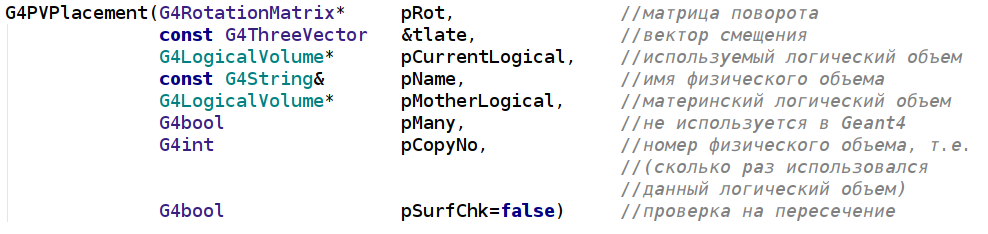 G4PVPlacement(G4RotationMatrix* pRot, //матрица поворота
const G4ThreeVector &tlate, //вектор смещения
G4LogicalVolume* pCurrentLogical, //используемый логический объем
const G4String& pName, //имя физического объема
G4LogicalVolume* pMotherLogical, //материнский логический объем
G4bool pMany, //не используется в Geant4
G4int pCopyNo, //номер физического объема, т.е.
//(сколько раз использовался
//данный логический объем)
G4bool pSurfChk=false) //проверка на пересечение